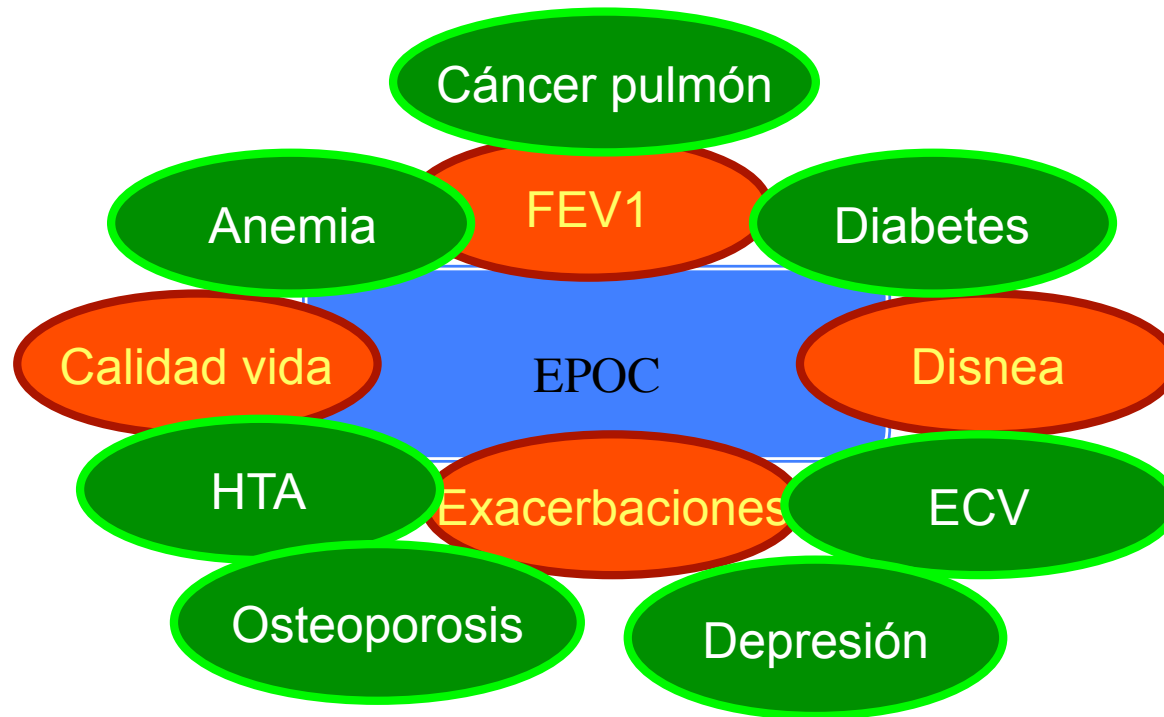 Cáncer pulmón
Anemia
FEV1
Diabetes
Calidad vida
EPOC
Disnea
HTA
Exacerbaciones
ECV
Osteoporosis
Depresión